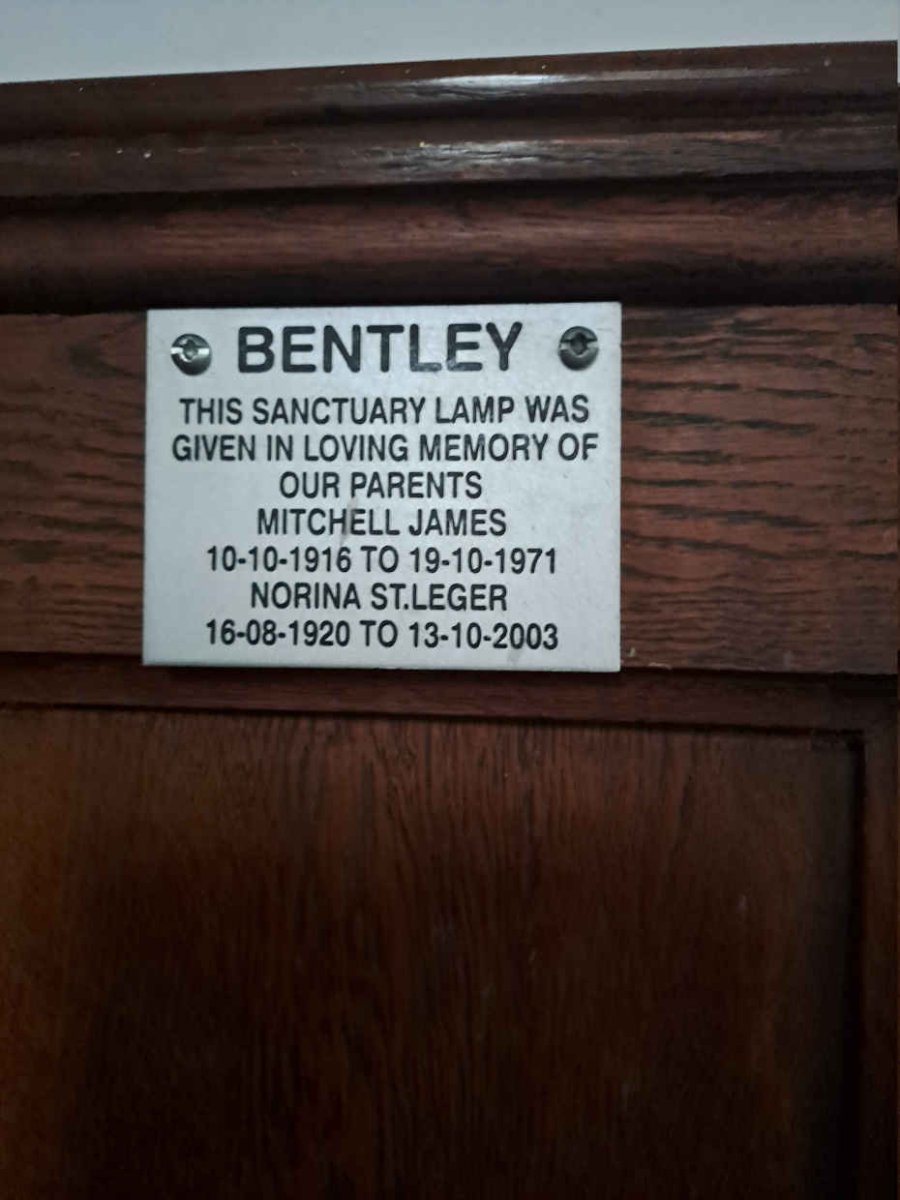 BENTLEY
THIS SANCTUARY LAMP WAS
GIVEN IN LOVING MEMORY OF
OUR PARENTS
MITCHELL JAMES
10-10-1916 TO 19-10-1971
NORINA ST.LEGER
16-08-1920 TO 13-10-2003